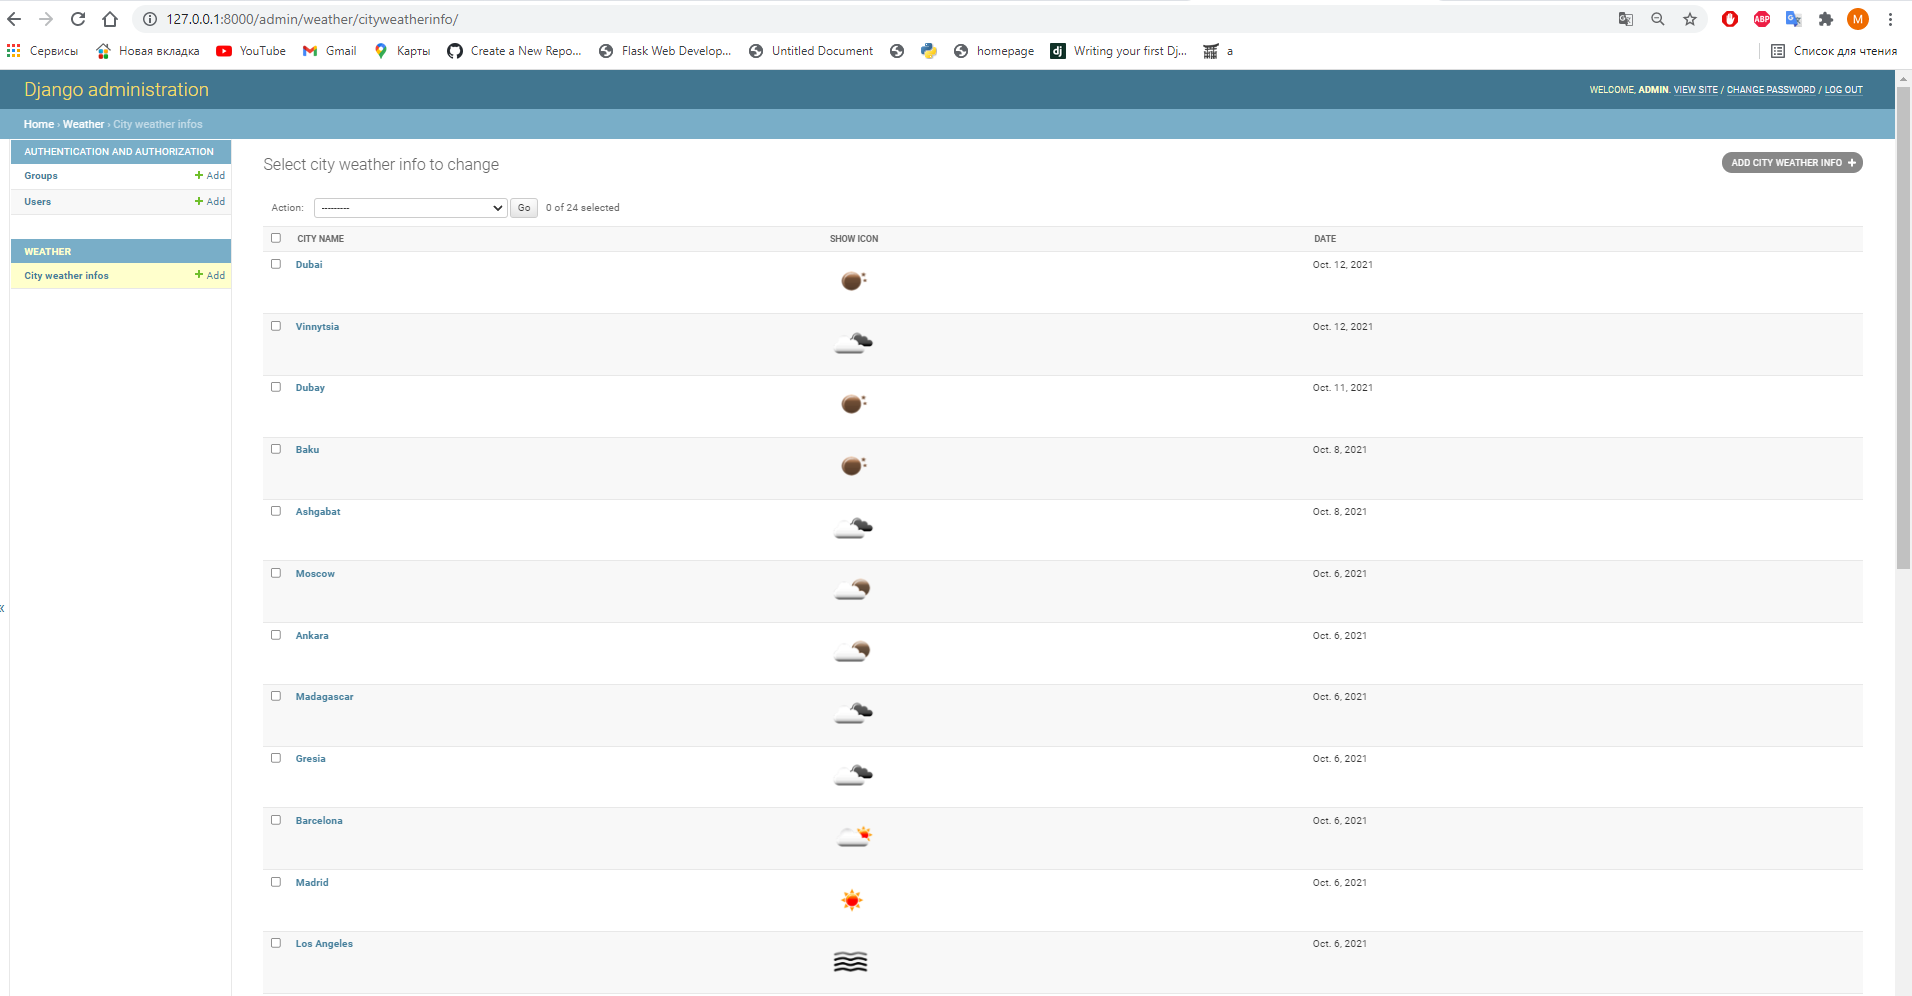 127.0.0.1:8000/admin/weather/cityweatherinfo/
M
Сервисы Новая вкладка YouTube Gmail Карты Create a New Repo... Flask Web Develop... Untitled Document homepage dj Writing your first Dj... a Список для чтения
Django administration
WELCOME, ADMIN. VIEW SITE / CHANGE PASSWORD / LOG OUT
Home › Weather › City weather infos
AUTHENTICATION AND AUTHORIZATION
Groups + Add
Users + Add
WEATHER
City weather infos + Add
«
Select city weather info to change
ADD CITY WEATHER INFO +
Action: --------- Go 0 of 24 selected
CITY NAME SHOW ICON DATE
Dubai Oct. 12, 2021
Vinnytsia Oct. 12, 2021
Dubay Oct. 11, 2021
Baku Oct. 8, 2021
Ashgabat Oct. 8, 2021
Moscow Oct. 6, 2021
Ankara Oct. 6, 2021
Madagascar Oct. 6, 2021
Gresia Oct. 6, 2021
Barcelona Oct. 6, 2021
Madrid Oct. 6, 2021
Los Angeles Oct. 6, 2021